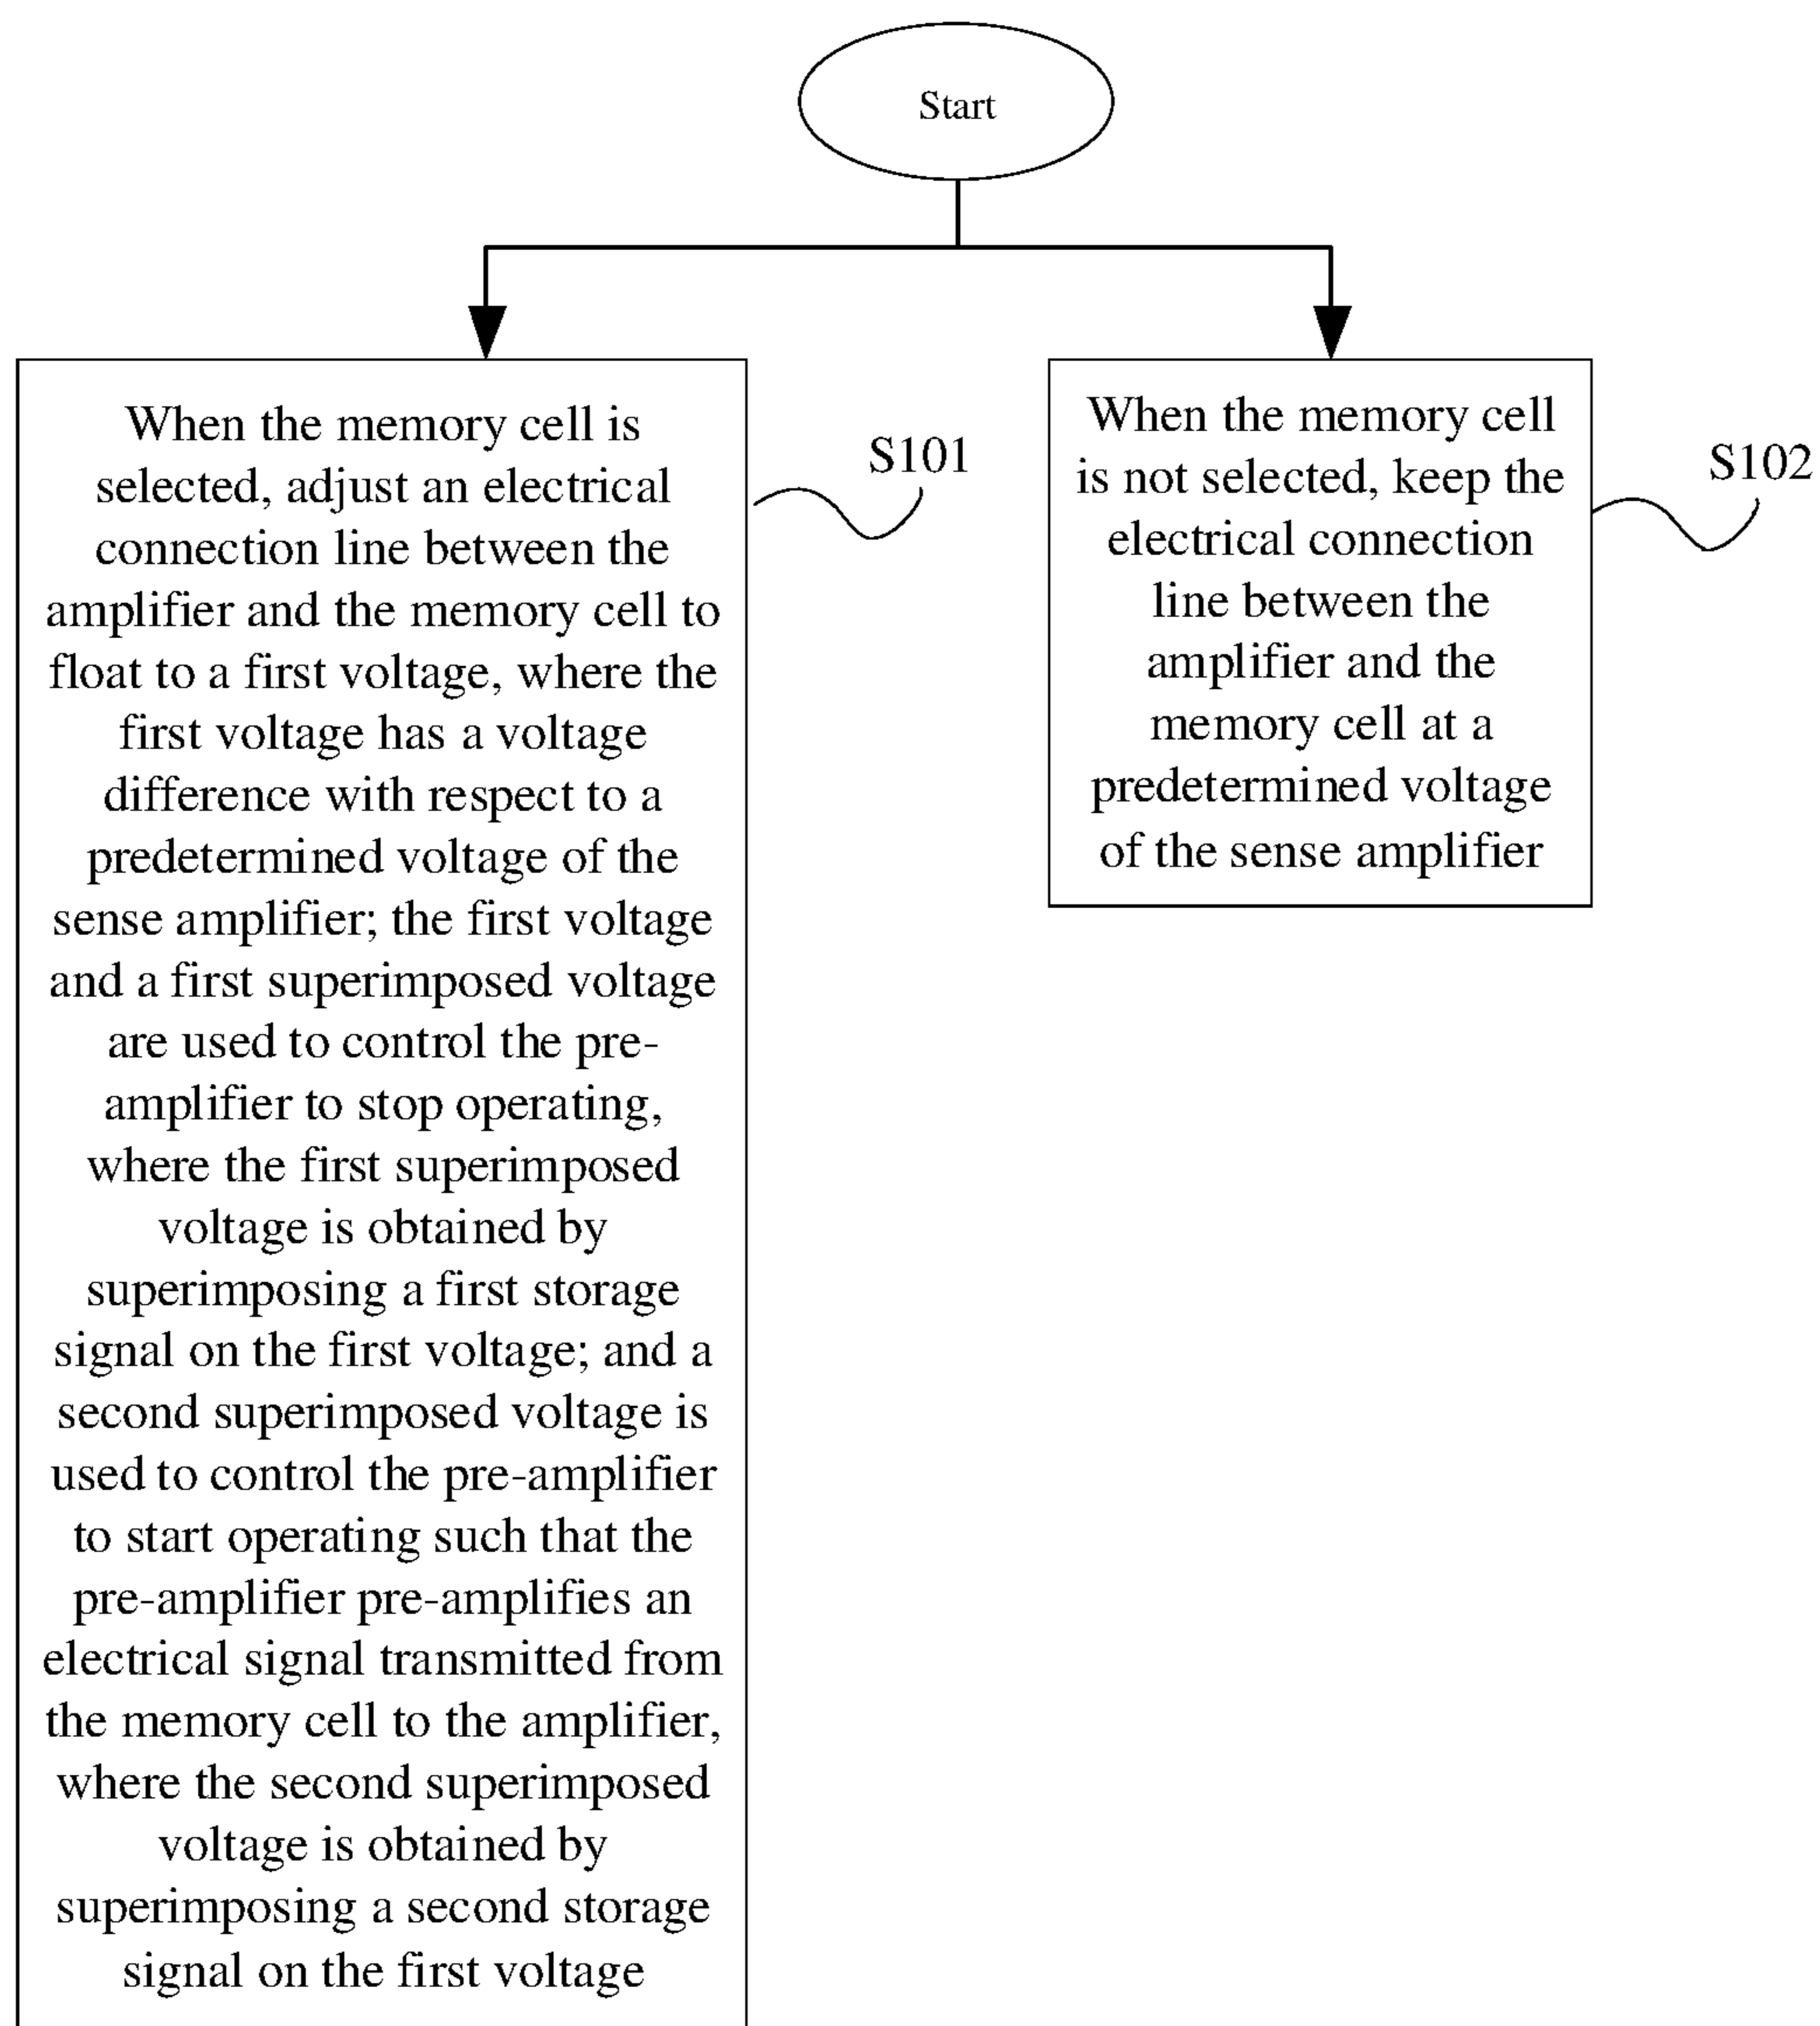 Start
When the memory cell is
selected, adjust an electrical
connection line between the
amplifier and the memory cell to
float to a first voltage, where the
first voltage has a voltage
difference with respect to a
predetermined voltage of the
sense amplifier; the first voltage
and a first superimposed voltage
are used to control the pre-
amplifier to stop operating,
where the first superimposed
voltage is obtained by
superimposing a first storage
signal on the first voltage; and a
second superimposed voltage is
used to control the pre-amplifier
to start operating such that the
pre-amplifier pre-amplifies an
electrical signal transmitted from
the memory cell to the amplifier,
where the second superimposed
voltage is obtained by
superimposing a second storage
signal on the first voltage
S101
When the memory cell
is not selected, keep the
electrical connection
line between the
amplifier and the
memory cell at a
predetermined voltage
of the sense amplifier
S102